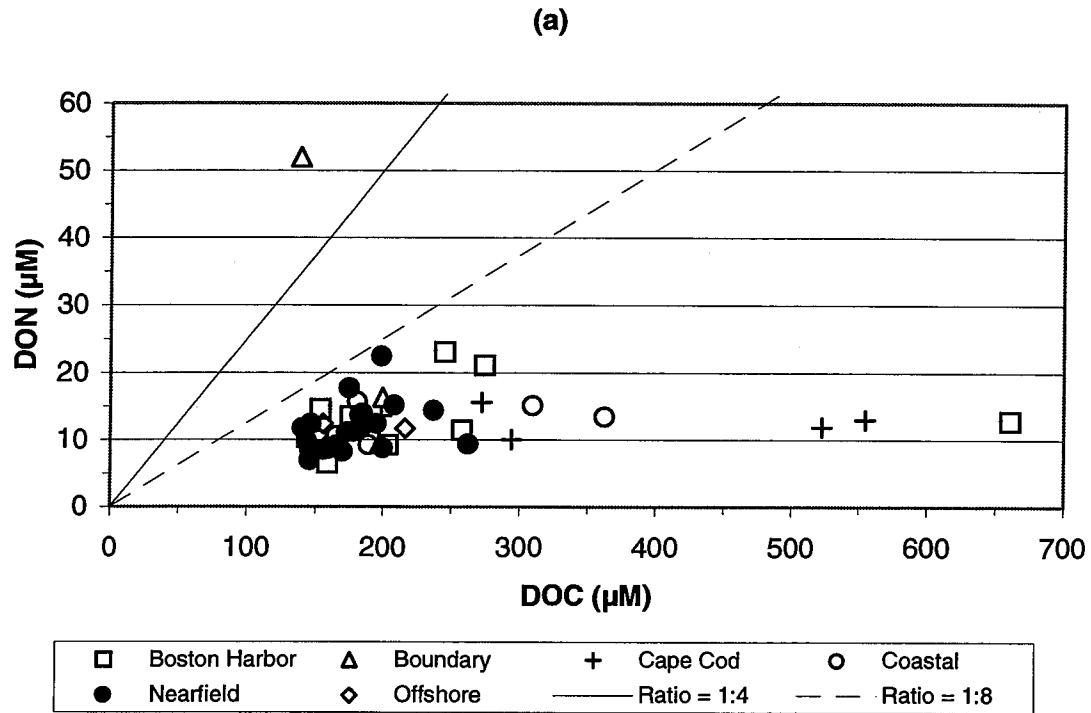 (a)
60
50
40
30
20
10
0
DON (µM)
0 100 200 300 400 500 600 700
DOC (µM)
Boston Harbor Boundary Cape Cod Coastal
Nearfield Offshore Ratio = 1:4 Ratio = 1:8